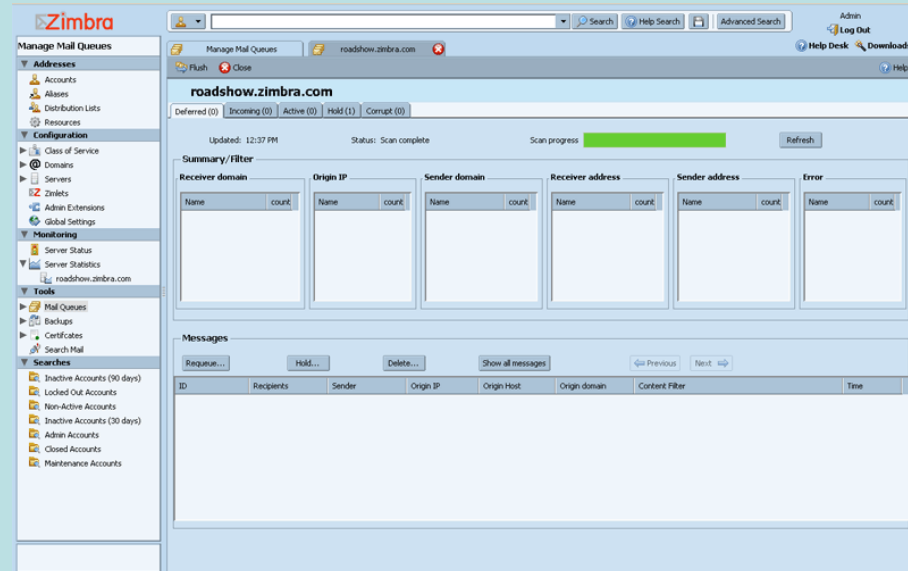 Zimbra
Search Help Search Advanced Search
Admin
Log Out
Help Desk Downloads
Manage Mail Queues
Addresses
Accounts
Aliases
Distribution Lists
Resources
Configuration
Class of Service
Domains
Servers
Zimlets
Admin Extensions
Global Settings
Monitoring
Server Status
Server Statistics
roadshow.zimbra.com
Tools
Mail Queues
Backups
Certifcates
Search Mail
Searches
Inactive Accounts (90 days)
Locked Out Accounts
Non-Active Accounts
Inactive Accounts (30 days)
Admin Accounts
Closed Accounts
Maintenance Accounts
Manage Mail Queues roadshow.zimbra.com
Flush Close Help
roadshow.zimbra.com
Deferred (0) Incoming (0) Active (0) Hold (1) Corrupt (0)
Updated: 12:37 PM Status: Scan complete Scan progress Refresh
Summary/Filter
Receiver domain Origin IP Sender domain Receiver address Sender address Error
Name count Name count Name count Name count Name count Name count
Messages
Requeue... Hold... Delete... Show all messages Previous Next
ID Recipients Sender Origin IP Origin Host Origin domain Content Filter Time